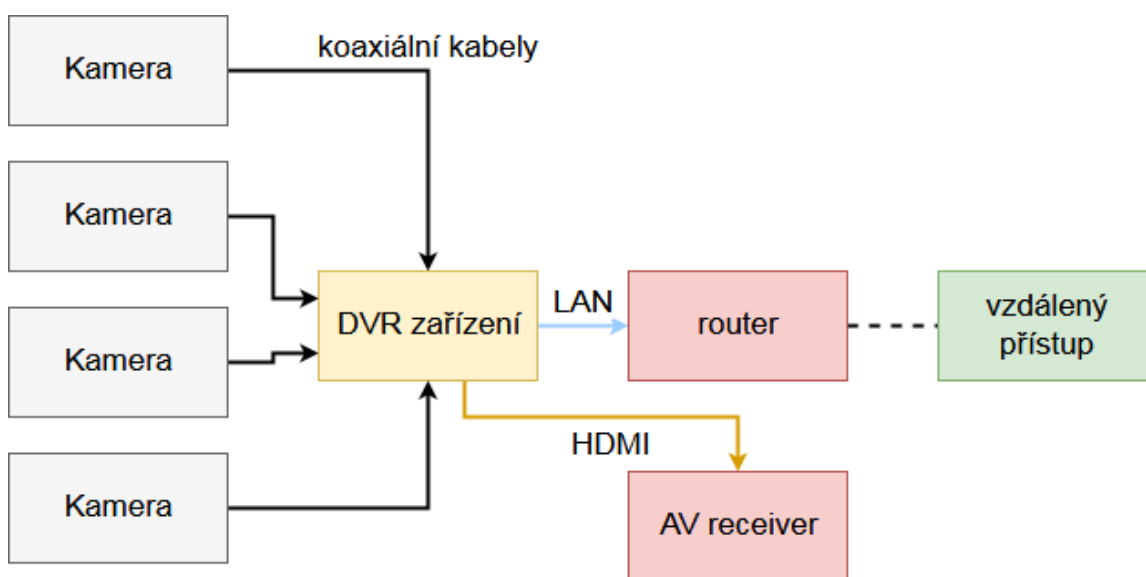 Kamera
koaxiální kabely
Kamera
Kamera
Kamera
DVR zařízení
LAN
router
vzdálený
přístup
HDMI
AV receiver